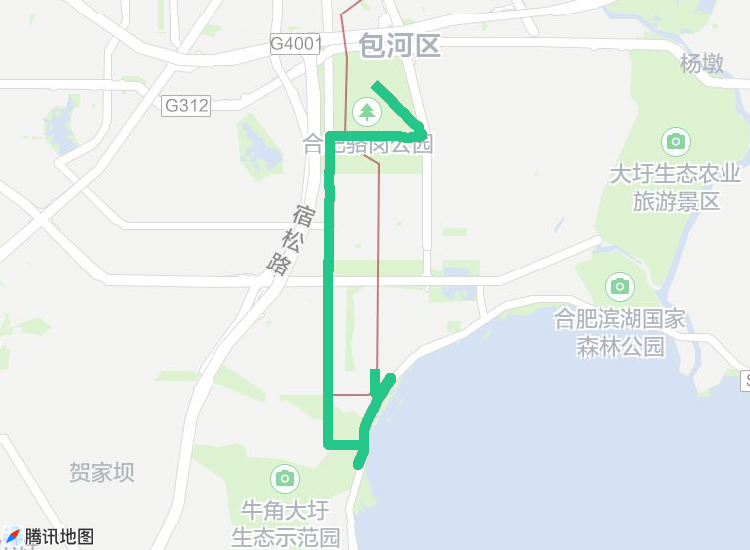 G4001
包河区
杨墩
G312
合肥骆岗公园
大圩生态农业
旅游景区
宿松路
合肥滨湖国家
森林公园
贺家坝
牛角大圩
生态示范园
腾讯地图